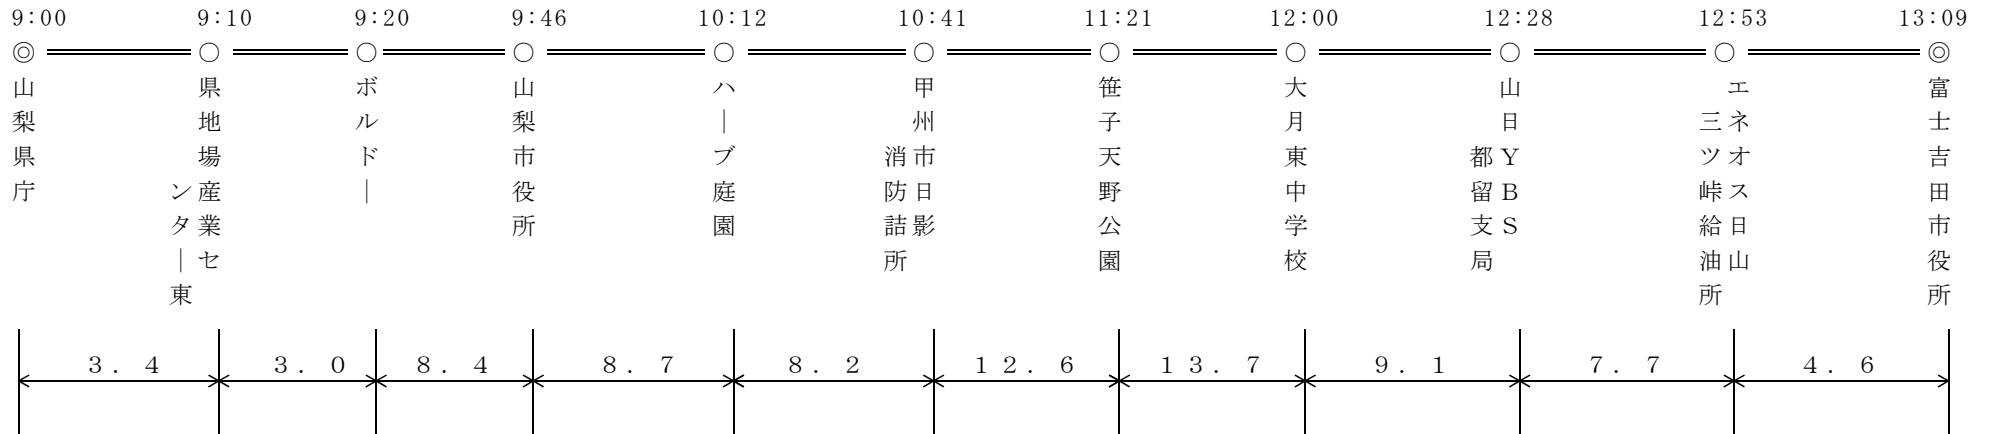 9:00 9:10 9:20 9:46 10:12 10:41 11:21 12:00 12:28 12:53 13:09
◎ ○ ○ ○ ○ ○ ○ ○ ○ ○ ◎
山梨県庁
県地場産業セ
ンター東
ボルドー
山梨市役所
ハーブ庭園
甲州市日影
消防詰所
笹子天野公園
大月東中学校
山日YBS
都留支局
エネオス日山
三ツ峠給油所
富士吉田市役所
3.4 3.0 8.4 8.7 8.2 12.6 13.7 9.1 7.7 4.6